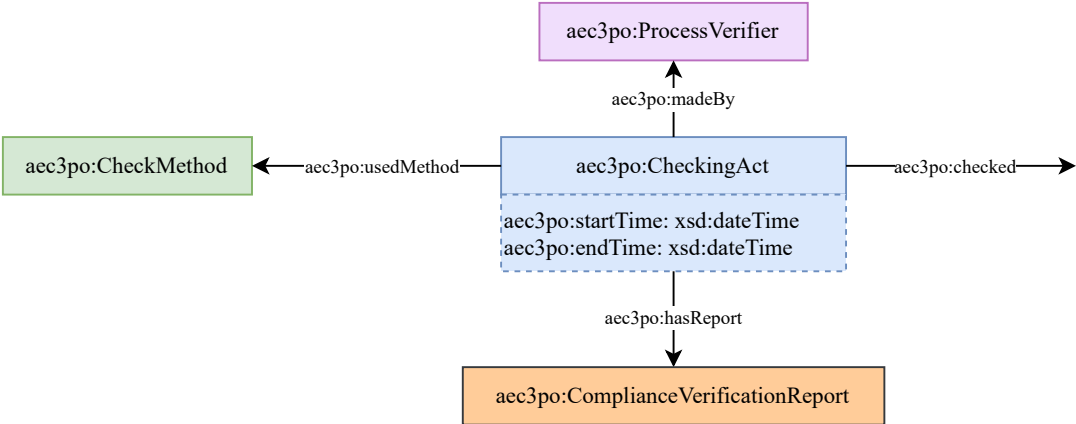 aec3po:ProcessVerifier
aec3po:madeBy
aec3po:CheckMethod
aec3po:usedMethod
aec3po:CheckingAct
aec3po:checked
aec3po:startTime: xsd:dateTime
aec3po:endTime: xsd:dateTime
aec3po:hasReport
aec3po:ComplianceVerificationReport